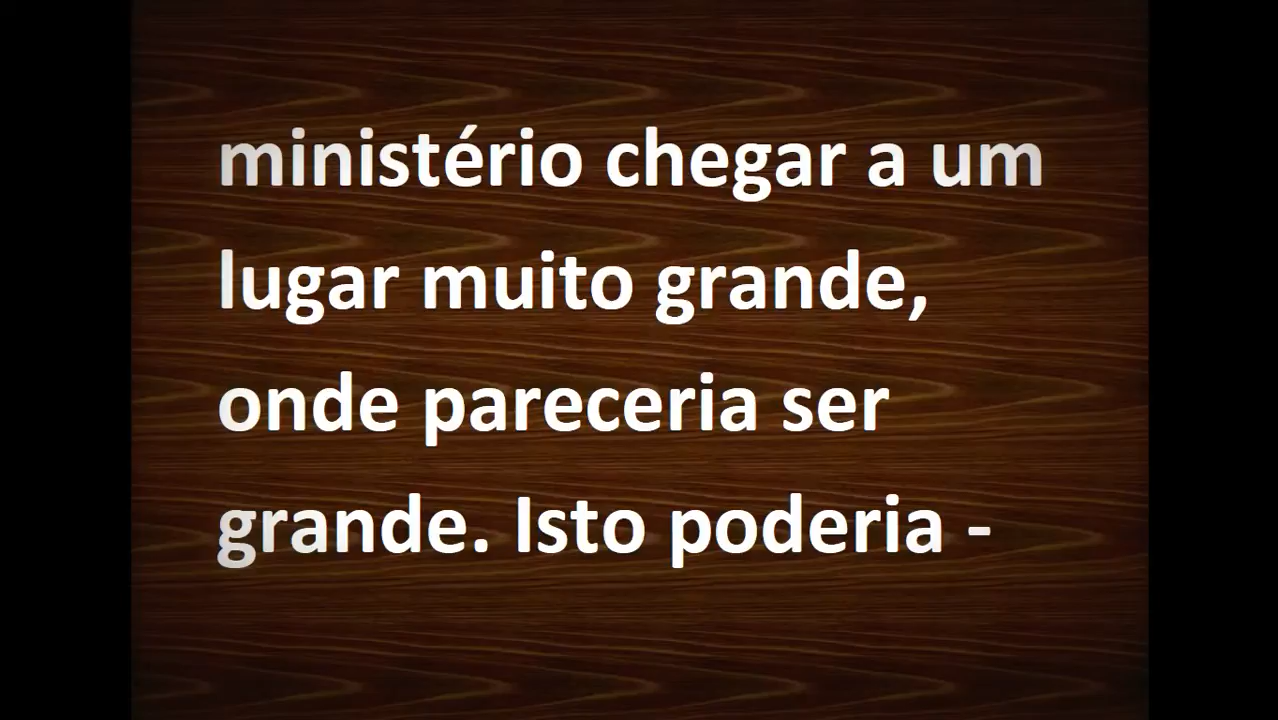 ministério chegar a um
lugar muito grande,
onde pareceria ser
grande. Isto poderia -